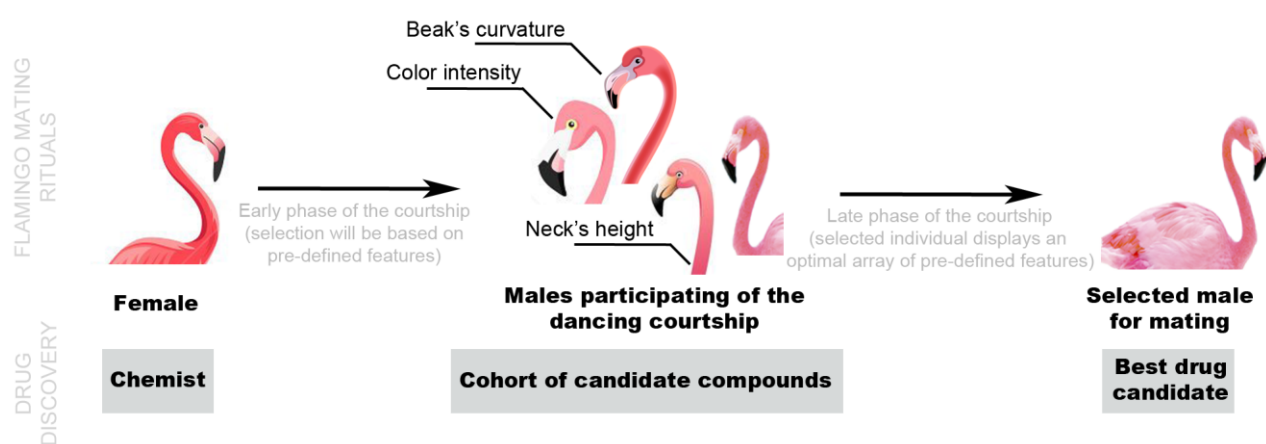 FLAMINGO MATING
RITUALS
Beak's curvature
Color intensity
Early phase of the courtship
(selection will be based on
pre-defined features)
Neck's height
Late phase of the courtship
(selected individual displays an
optimal array of pre-defined features)
Female
Males participating of the
dancing courtship
Selected male
for mating
DRUG
DISCOVERY
Chemist
Cohort of candidate compounds
Best drug
candidate